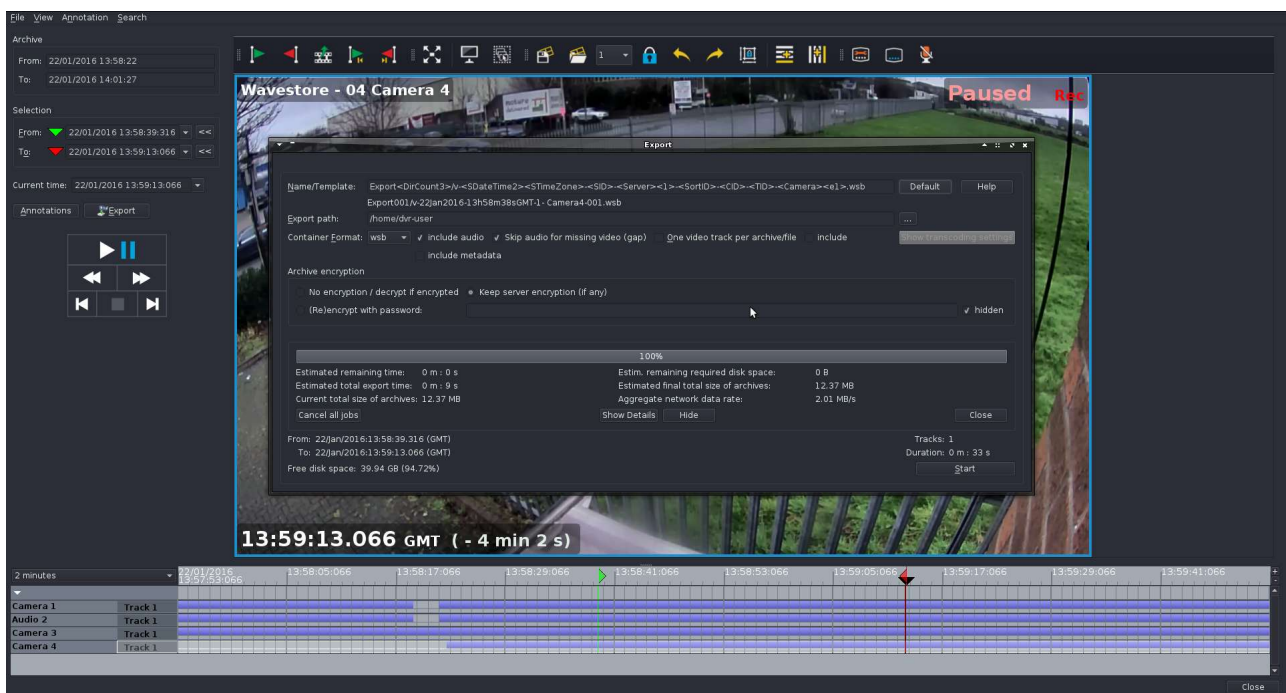 File View Annotation Search
Archive
From: 22/01/2016 13:58:22
To: 22/01/2016 14:01:27
Selection
From: 22/01/2016 13:58:39:316 <<
To: 22/01/2016 13:59:13:066 <<
Current time: 22/01/2016 13:59:13:066
Annotations Export
1
Wavestore - 04 Camera 4
Paused Rec
Export
Name/Template: Export<DirCount3>/v-<SDateTime2><STimeZone>-<SID>-<Server><1>-<SortID>-<CID>-<TID>-<Camera><e1>.wsb Default Help
Export001/v-22Jan2016-13h58m38sGMT-1- Camera4-001.wsb
Export path: /home/dvr-user ...
Container Format: wsb include audio Skip audio for missing video (gap) One video track per archive/file include Show transcoding settings
include metadata
Archive encryption
No encryption / decrypt if encrypted Keep server encryption (if any)
(Re)encrypt with password: hidden
100%
Estimated remaining time: 0 m : 0 s Estim. remaining required disk space: 0 B
Estimated total export time: 0 m : 9 s Estimated final total size of archives: 12.37 MB
Current total size of archives: 12.37 MB Aggregate network data rate: 2.01 MB/s
Cancel all jobs Show Details Hide Close
From: 22/Jan/2016:13:58:39.316 (GMT) Tracks: 1
To: 22/Jan/2016:13:59:13.066 (GMT) Duration: 0 m : 33 s
Free disk space: 39.94 GB (94.72%) Start
13:59:13.066 GMT ( - 4 min 2 s)
2 minutes 22/01/2016 13:58:05:066 13:58:17:066 13:58:29:066 13:58:41:066 13:58:53:066 13:59:05:066 13:59:17:066 13:59:29:066 13:59:41:066
13:57:53:066
Camera 1 Track 1
Audio 2 Track 1
Camera 3 Track 1
Camera 4 Track 1
Close